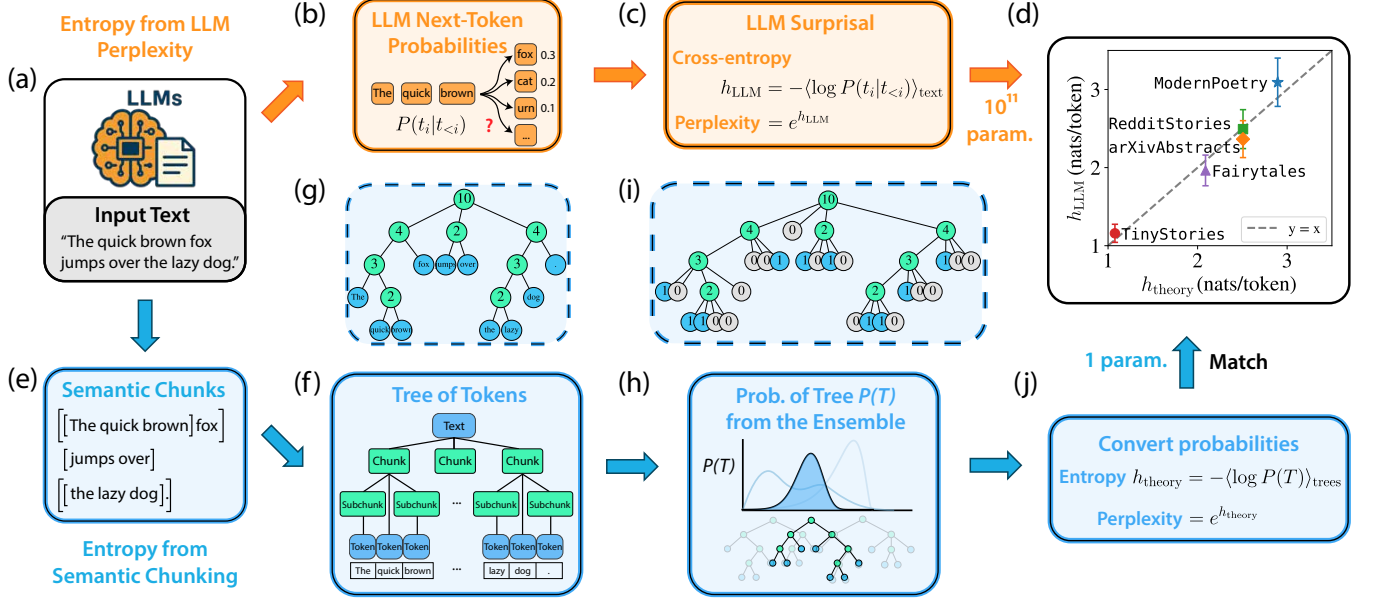 Entropy from LLM
Perplexity
(a)
LLMs
Input Text
“The quick brown fox
jumps over the lazy dog.”
(b)
LLM Next-Token
Probabilities
The quick brown
fox 0.3
cat 0.2
urn 0.1
...
P(t_i|t_{<i}) ?
(c)
LLM Surprisal
Cross-entropy
h_LLM = −⟨log P(t_i|t_{<i})⟩_text
Perplexity = e^{h_LLM}
10^11
param.
(d)
h_LLM (nats/token)
3
2
1
ModernPoetry
RedditStories
arXivAbstracts
Fairytales
TinyStories
y = x
1 2 3
h_theory (nats/token)
(g)
10
4 2 4
3 fox jumps over 3 .
The 2 2 dog
quick brown the lazy
(i)
10
4 0 2 4
3 0 0 1 1 1 0 0 3 1 0 0
1 0 2 0 2 1 0 0
1 1 0 0 0 1 1 0
(e)
Semantic Chunks
[[The quick brown] fox]
[jumps over]
[[the lazy dog].]
Entropy from
Semantic Chunking
(f)
Tree of Tokens
Text
Chunk Chunk Chunk
Subchunk Subchunk ... Subchunk Subchunk
Token Token Token Token Token Token
The quick brown ... lazy dog .
(h)
Prob. of Tree P(T)
from the Ensemble
P(T)
1 param. Match
(j)
Convert probabilities
Entropy h_theory = −⟨log P(T)⟩_trees
Perplexity = e^{h_theory}